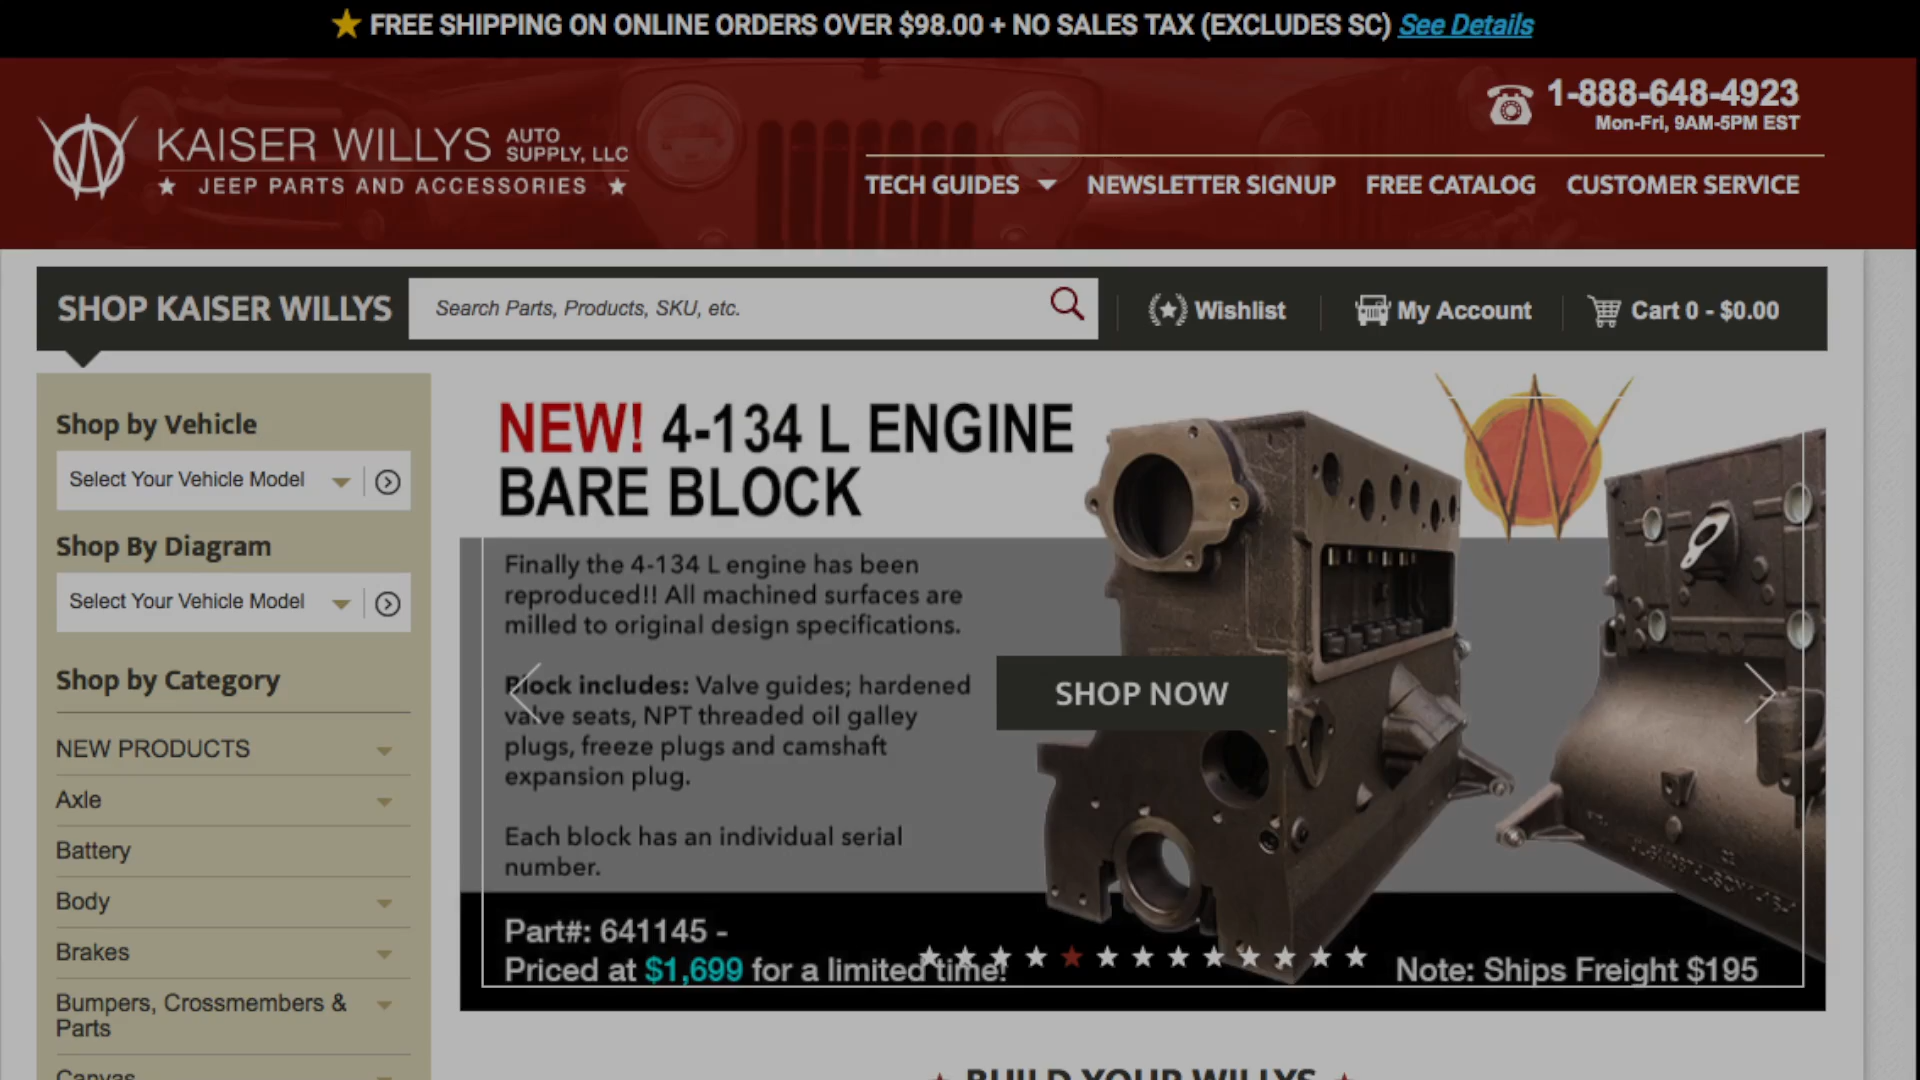 FREE SHIPPING ON ONLINE ORDERS OVER $98.00 + NO SALES TAX (EXCLUDES SC) See Details
1-888-648-4923
Mon-Fri, 9AM-5PM EST
KAISER WILLYS AUTO SUPPLY, LLC
JEEP PARTS AND ACCESSORIES
TECH GUIDES NEWSLETTER SIGNUP FREE CATALOG CUSTOMER SERVICE
SHOP KAISER WILLYS Search Parts, Products, SKU, etc. Wishlist My Account Cart 0 - $0.00
Shop by Vehicle
Select Your Vehicle Model
Shop By Diagram
Select Your Vehicle Model
Shop by Category
NEW PRODUCTS
Axle
Battery
Body
Brakes
Bumpers, Crossmembers &
Parts
Canvas
NEW! 4-134 L ENGINE
BARE BLOCK
Finally the 4-134 L engine has been
reproduced!! All machined surfaces are
milled to original design specifications.
Block includes: Valve guides; hardened
valve seats, NPT threaded oil galley
plugs, freeze plugs and camshaft
expansion plug.
Each block has an individual serial
number.
SHOP NOW
Part#: 641145 -
Priced at $1,699 for a limited time!
Note: Ships Freight $195
BUILD YOUR WILLYS